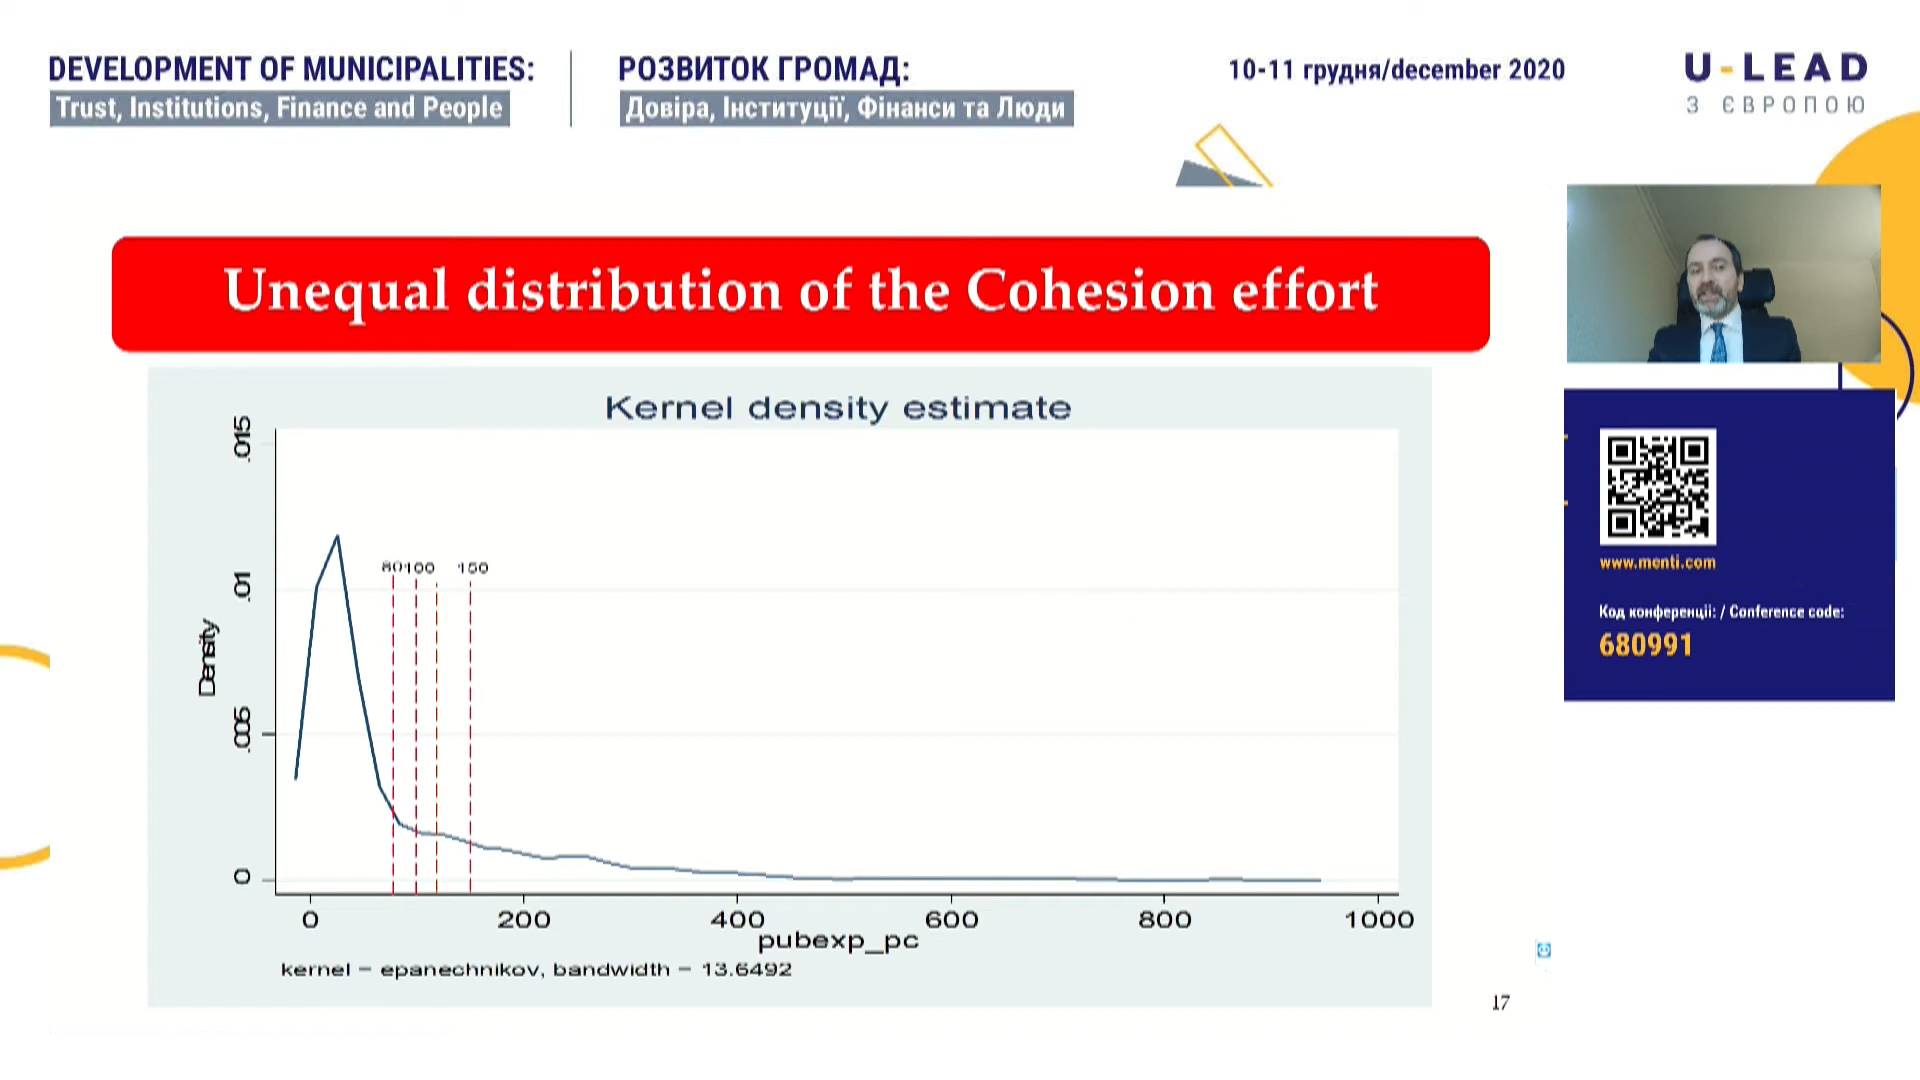 DEVELOPMENT OF MUNICIPALITIES:
Trust, Institutions, Finance and People
РОЗВИТОК ГРОМАД:
Довіра, Інституції, Фінанси та Люди
10-11 грудня/december 2020
U-LEAD
З ЄВРОПОЮ
Unequal distribution of the Cohesion effort
Kernel density estimate
.015
.01
.005
0
Density
80 100 150
0 200 400 600 800 1000
pubexp_pc
kernel = epanechnikov, bandwidth = 13.6492
17
www.menti.com
Код конференції: / Conference code:
680991